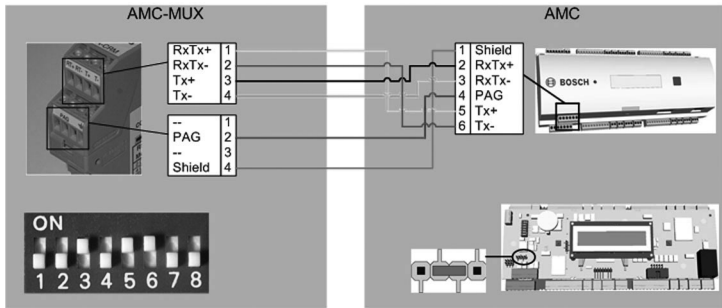 AMC-MUX
RxTx+ 1
RxTx- 2
Tx+ 3
Tx- 4
-- 1
PAG 2
-- 3
Shield 4
ON
1 2 3 4 5 6 7 8
AMC
1 Shield
2 RxTx+
3 RxTx-
4 PAG
5 Tx+
6 Tx-
BOSCH
PAG